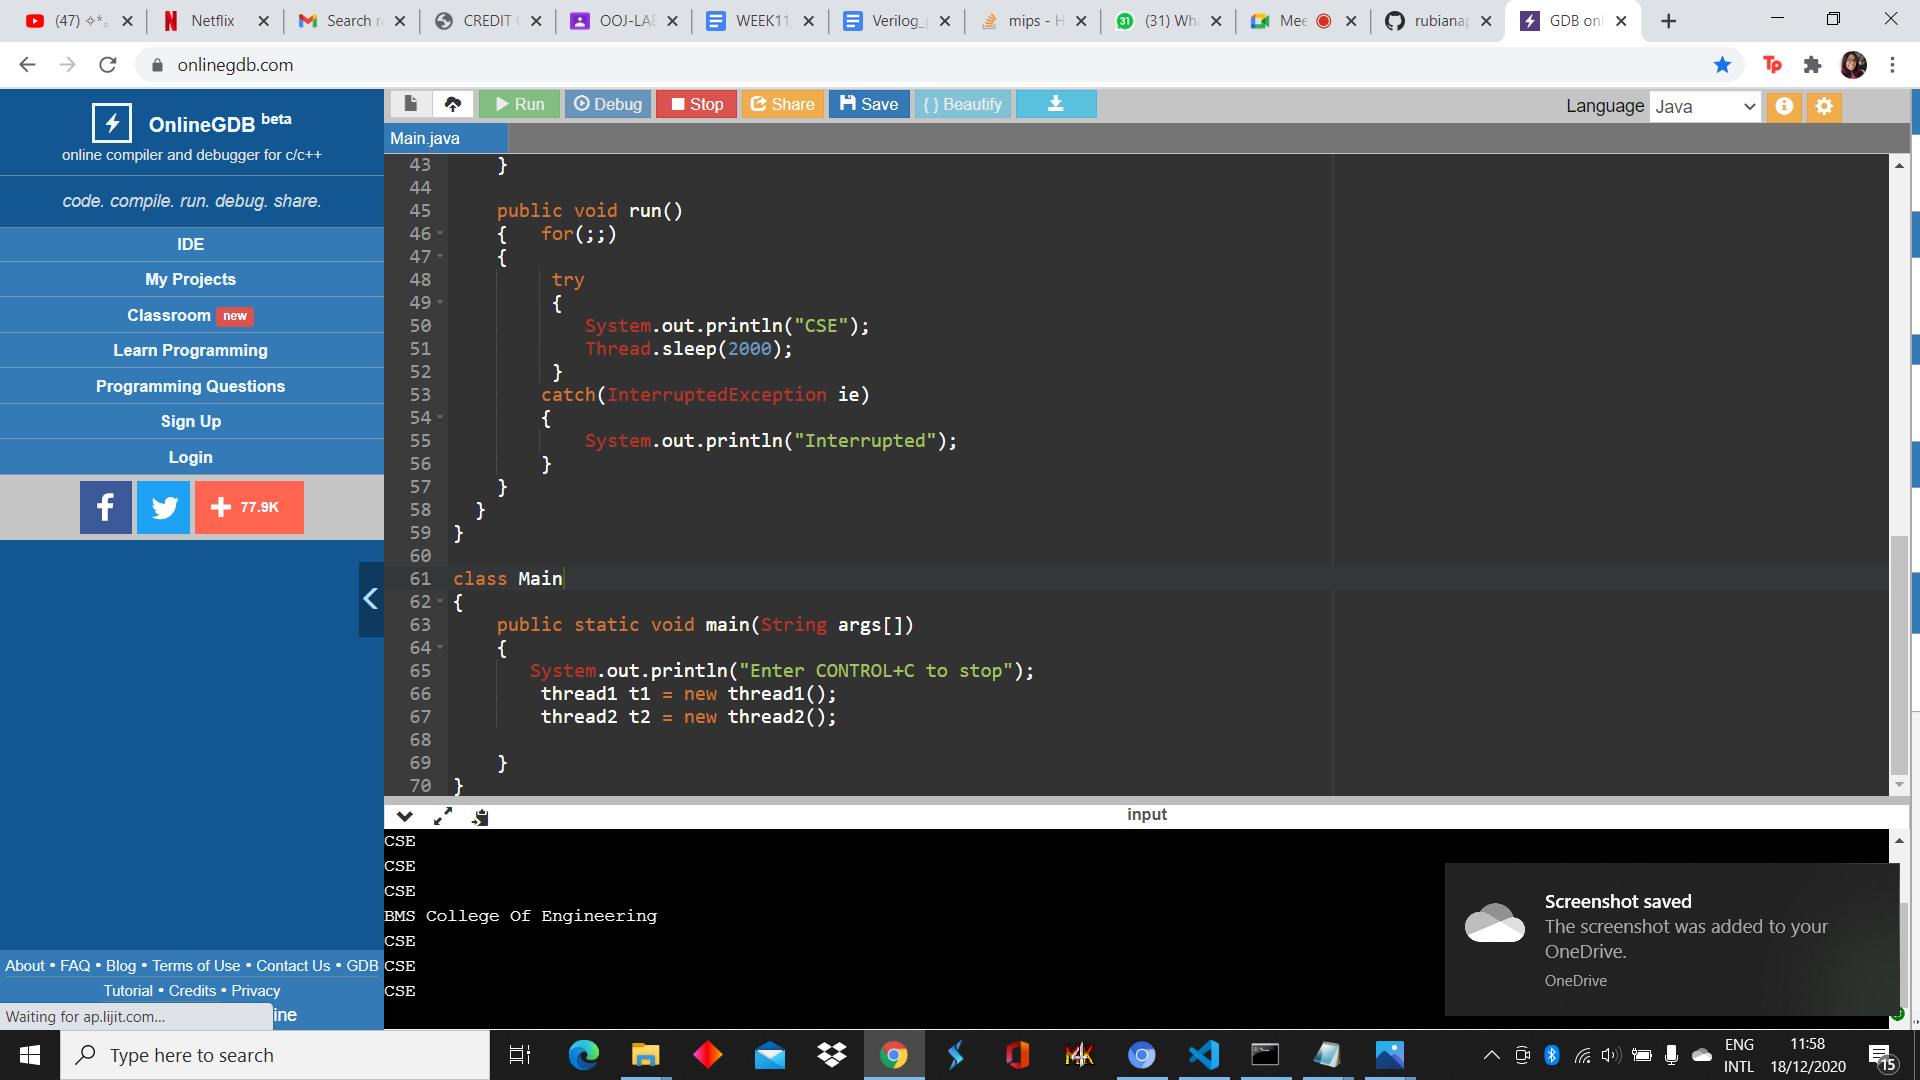 (47) ✧*。
Netflix
Search r
CREDIT C
OOJ-LAB
WEEK11
Verilog_
mips - H
(31) Wh
Mee
rubiana
GDB onl
onlinegdb.com
OnlineGDB beta
online compiler and debugger for c/c++
code. compile. run. debug. share.
IDE
My Projects
Classroom new
Learn Programming
Programming Questions
Sign Up
Login
f
77.9K
About • FAQ • Blog • Terms of Use • Contact Us • GDB
Tutorial • Credits • Privacy
ine
Waiting for ap.lijit.com...
Run
Debug
Stop
Share
Save
{ } Beautify
Language Java
Main.java
43 }
44
45 public void run()
46 { for(;;)
47 {
48 try
49 {
50 System.out.println("CSE");
51 Thread.sleep(2000);
52 }
53 catch(InterruptedException ie)
54 {
55 System.out.println("Interrupted");
56 }
57 }
58 }
59 }
60
61 class Main
62 {
63 public static void main(String args[])
64 {
65 System.out.println("Enter CONTROL+C to stop");
66 thread1 t1 = new thread1();
67 thread2 t2 = new thread2();
68
69 }
70 }
input
CSE
CSE
CSE
BMS College Of Engineering
CSE
CSE
CSE
Screenshot saved
The screenshot was added to your
OneDrive.
OneDrive
Type here to search
ENG
INTL
11:58
18/12/2020
15